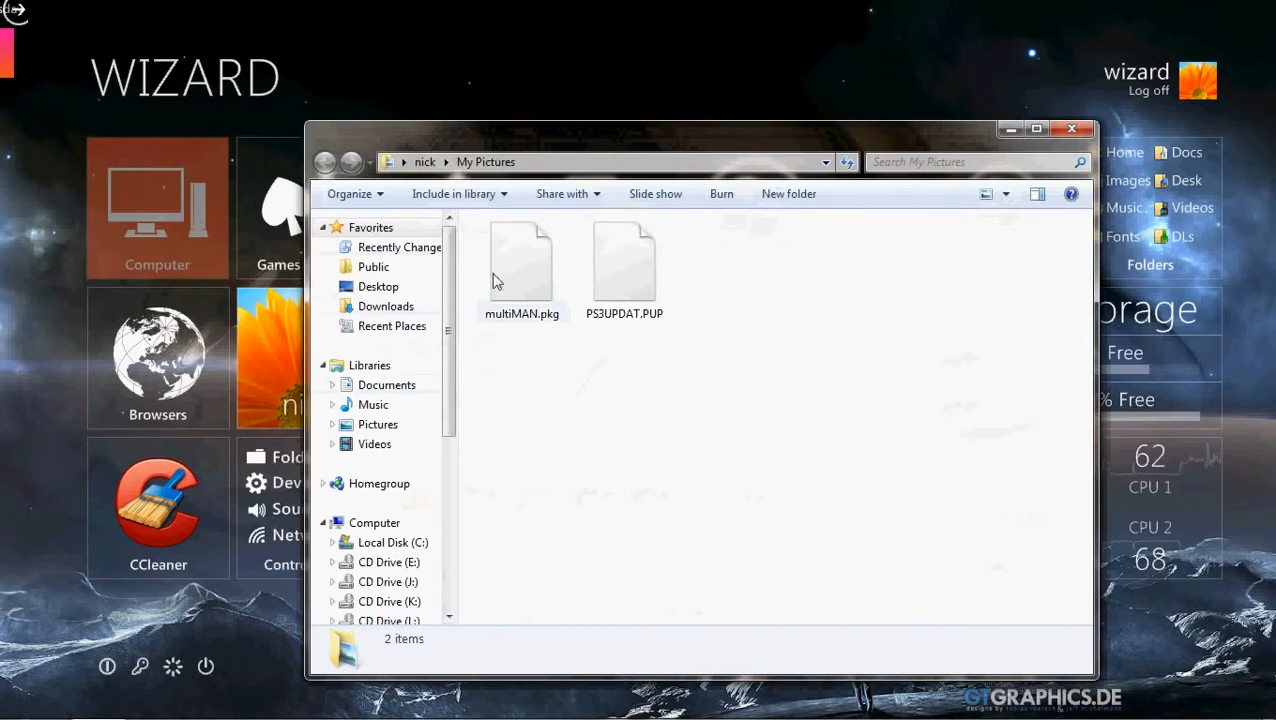 WIZARD
wizard
Log off
nick
My Pictures
Search My Pictures
Organize
Include in library
Share with
Slide show
Burn
New folder
multiMAN.pkg
PS3UPDAT.PUP
Favorites
Recently Change
Public
Desktop
Downloads
Recent Places
Libraries
Documents
Music
Pictures
Videos
Homegroup
Computer
Local Disk (C:)
CD Drive (E:)
CD Drive (J:)
CD Drive (K:)
CD Drive (L:)
2 items
Computer
Games
Browsers
ni
CCleaner
Fold
Dev
Sou
Net
Contr
Home
Docs
Images
Desk
Music
Videos
Fonts
DLs
Folders
orage
Free
% Free
62
CPU 1
CPU 2
68
GTGRAPHICS.DE